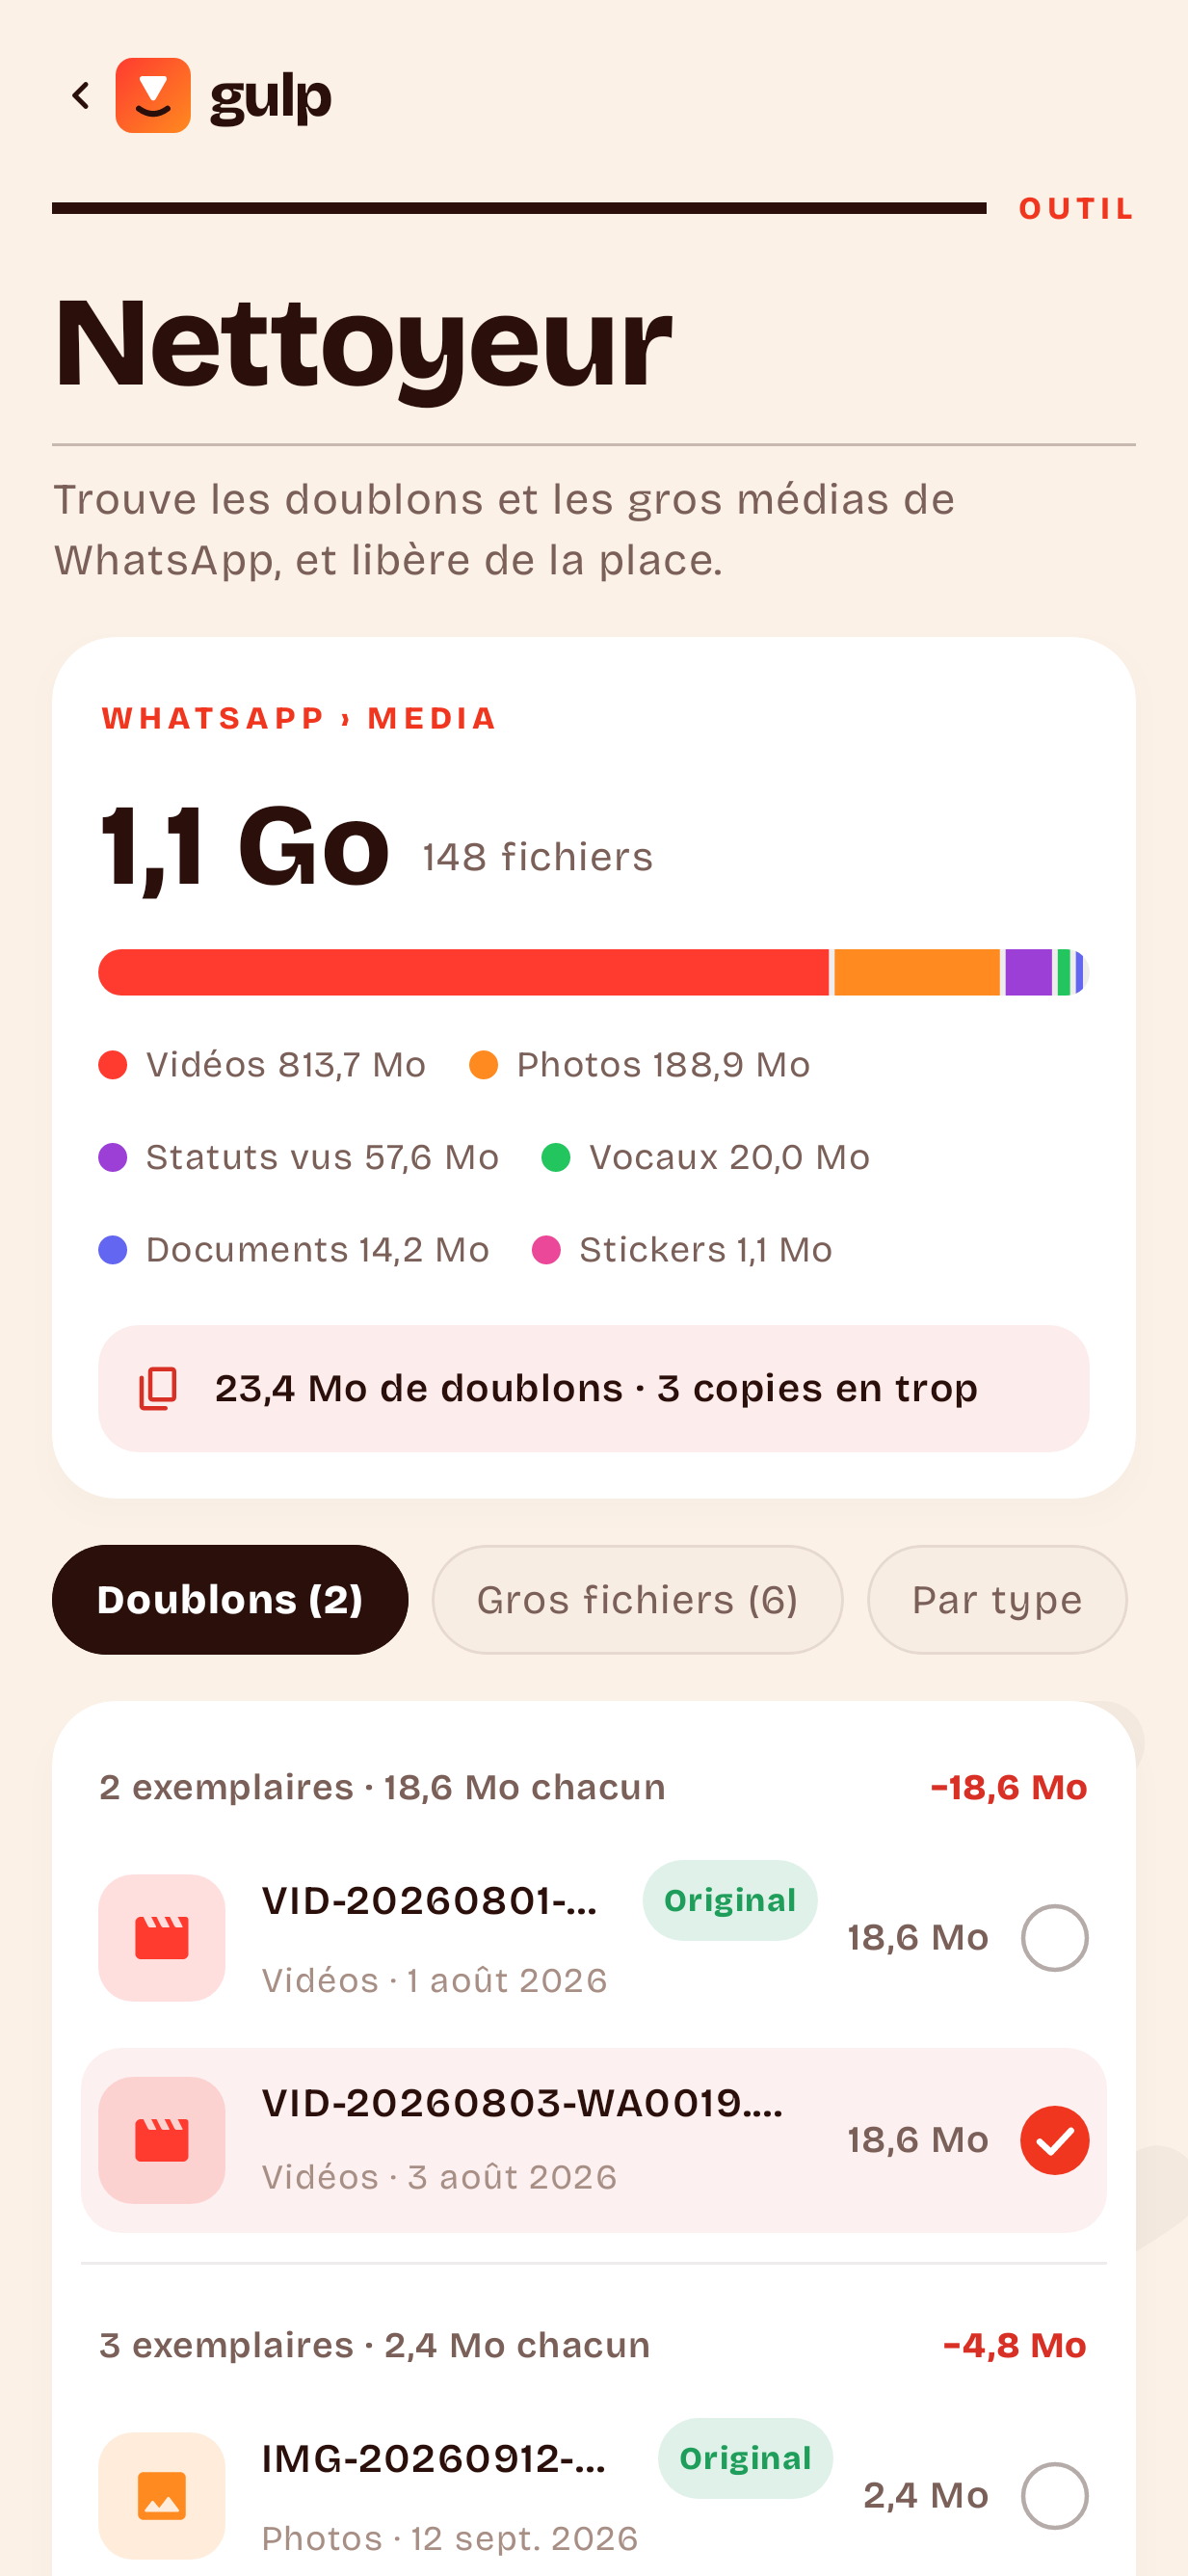 gulp
OUTIL
Nettoyeur
Trouve les doublons et les gros médias de
WhatsApp, et libère de la place.
WHATSAPP › MEDIA
1,1 Go 148 fichiers
Vidéos 813,7 Mo Photos 188,9 Mo
Statuts vus 57,6 Mo Vocaux 20,0 Mo
Documents 14,2 Mo Stickers 1,1 Mo
23,4 Mo de doublons · 3 copies en trop
Doublons (2) Gros fichiers (6) Par type
2 exemplaires · 18,6 Mo chacun −18,6 Mo
VID-20260801-... Original
18,6 Mo
Vidéos · 1 août 2026
VID-20260803-WA0019....
18,6 Mo
Vidéos · 3 août 2026
3 exemplaires · 2,4 Mo chacun −4,8 Mo
IMG-20260912-... Original
2,4 Mo
Photos · 12 sept. 2026